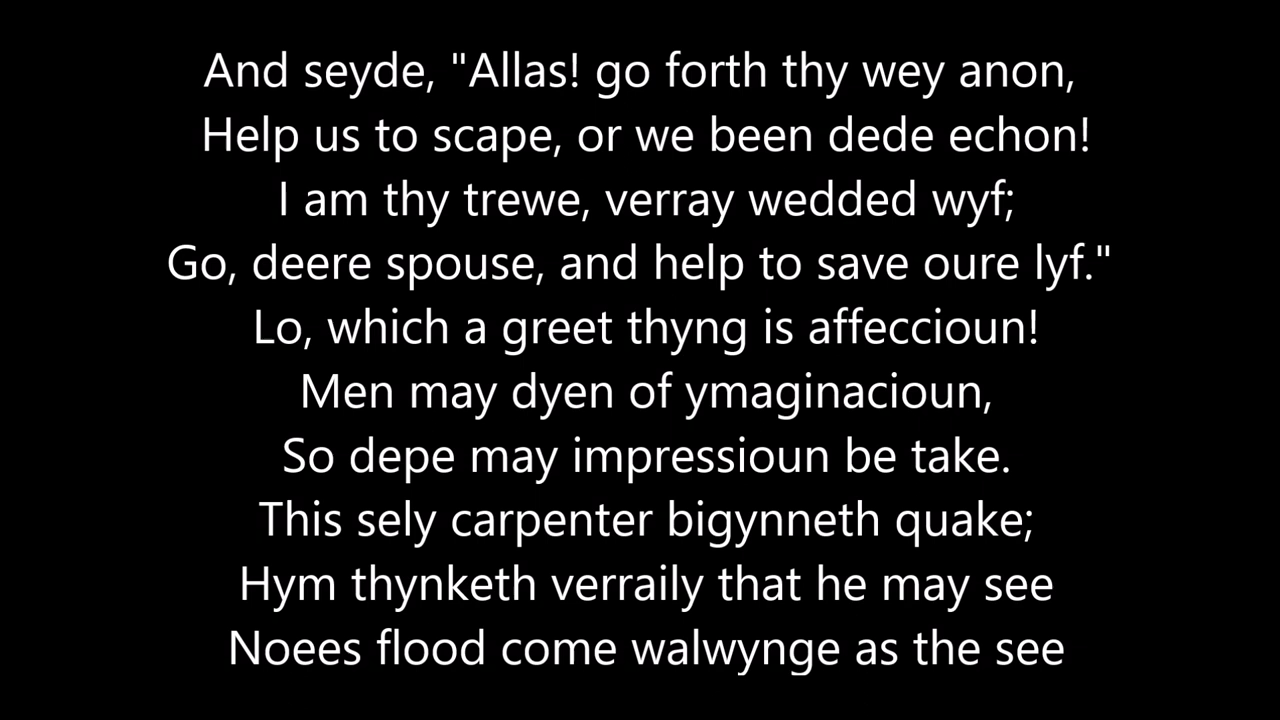 And seyde, "Allas! go forth thy wey anon,
Help us to scape, or we been dede echon!
I am thy trewe, verray wedded wyf;
Go, deere spouse, and help to save oure lyf."
Lo, which a greet thyng is affeccioun!
Men may dyen of ymaginacioun,
So depe may impressioun be take.
This sely carpenter bigynneth quake;
Hym thynketh verraily that he may see
Noees flood come walwynge as the see